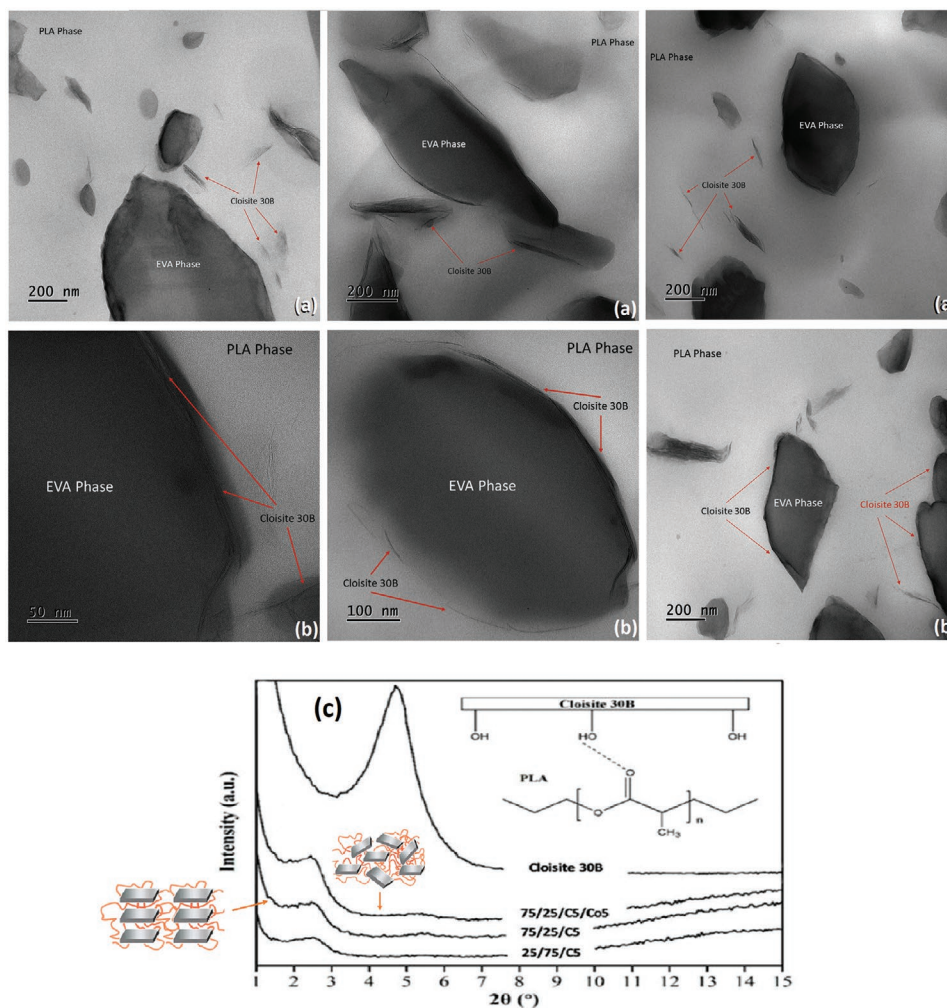 PLA Phase
Cloisite 30B
EVA Phase
200 nm
(a)
PLA Phase
EVA Phase
Cloisite 30B
200 nm
(a)
PLA Phase
EVA Phase
Cloisite 30B
200 nm
(a
PLA Phase
EVA Phase
Cloisite 30B
50 nm
(b)
PLA Phase
Cloisite 30B
EVA Phase
Cloisite 30B
100 nm
(b)
PLA Phase
Cloisite 30B
EVA Phase
Cloisite 30B
200 nm
(b
(c)
Cloisite 30B
OH
HO
OH
PLA
O
O
n
CH₃
Intensity (a.u.)
Cloisite 30B
75/25/C5/Co5
75/25/C5
25/75/C5
1 2 3 4 5 6 7 8 9 10 11 12 13 14 15
2θ (°)